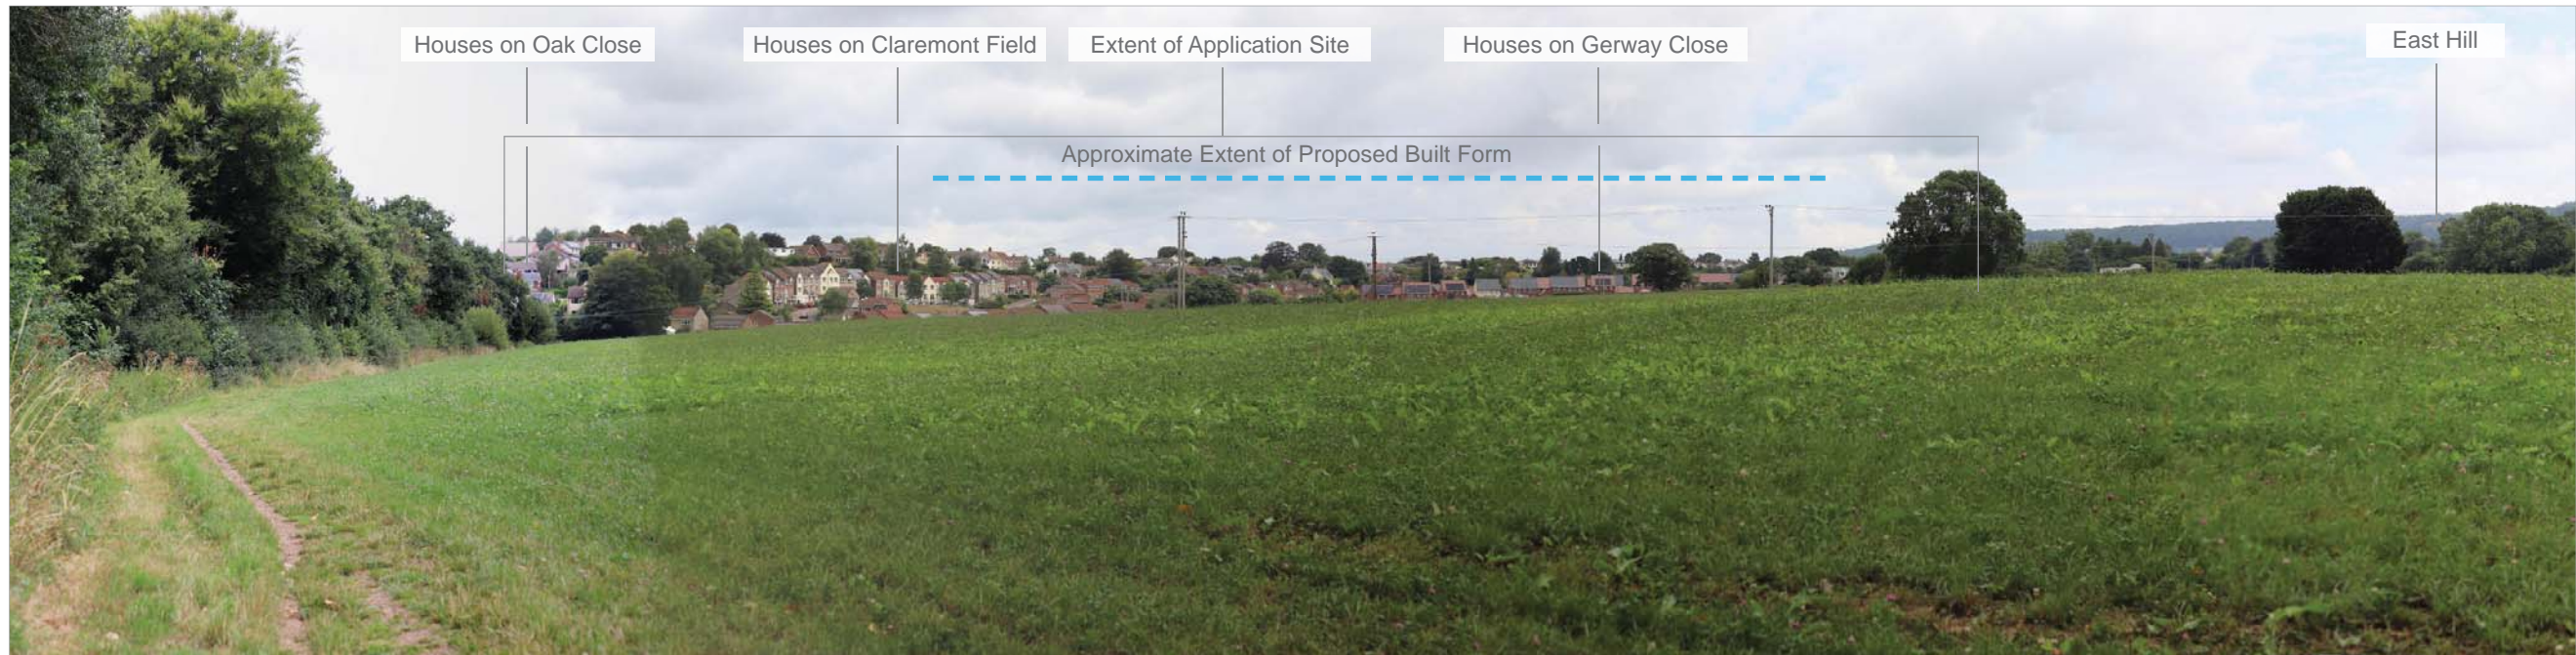 Houses on Oak Close
Houses on Claremont Field
Extent of Application Site
Houses on Gerway Close
East Hill
Approximate Extent of Proposed Built Form